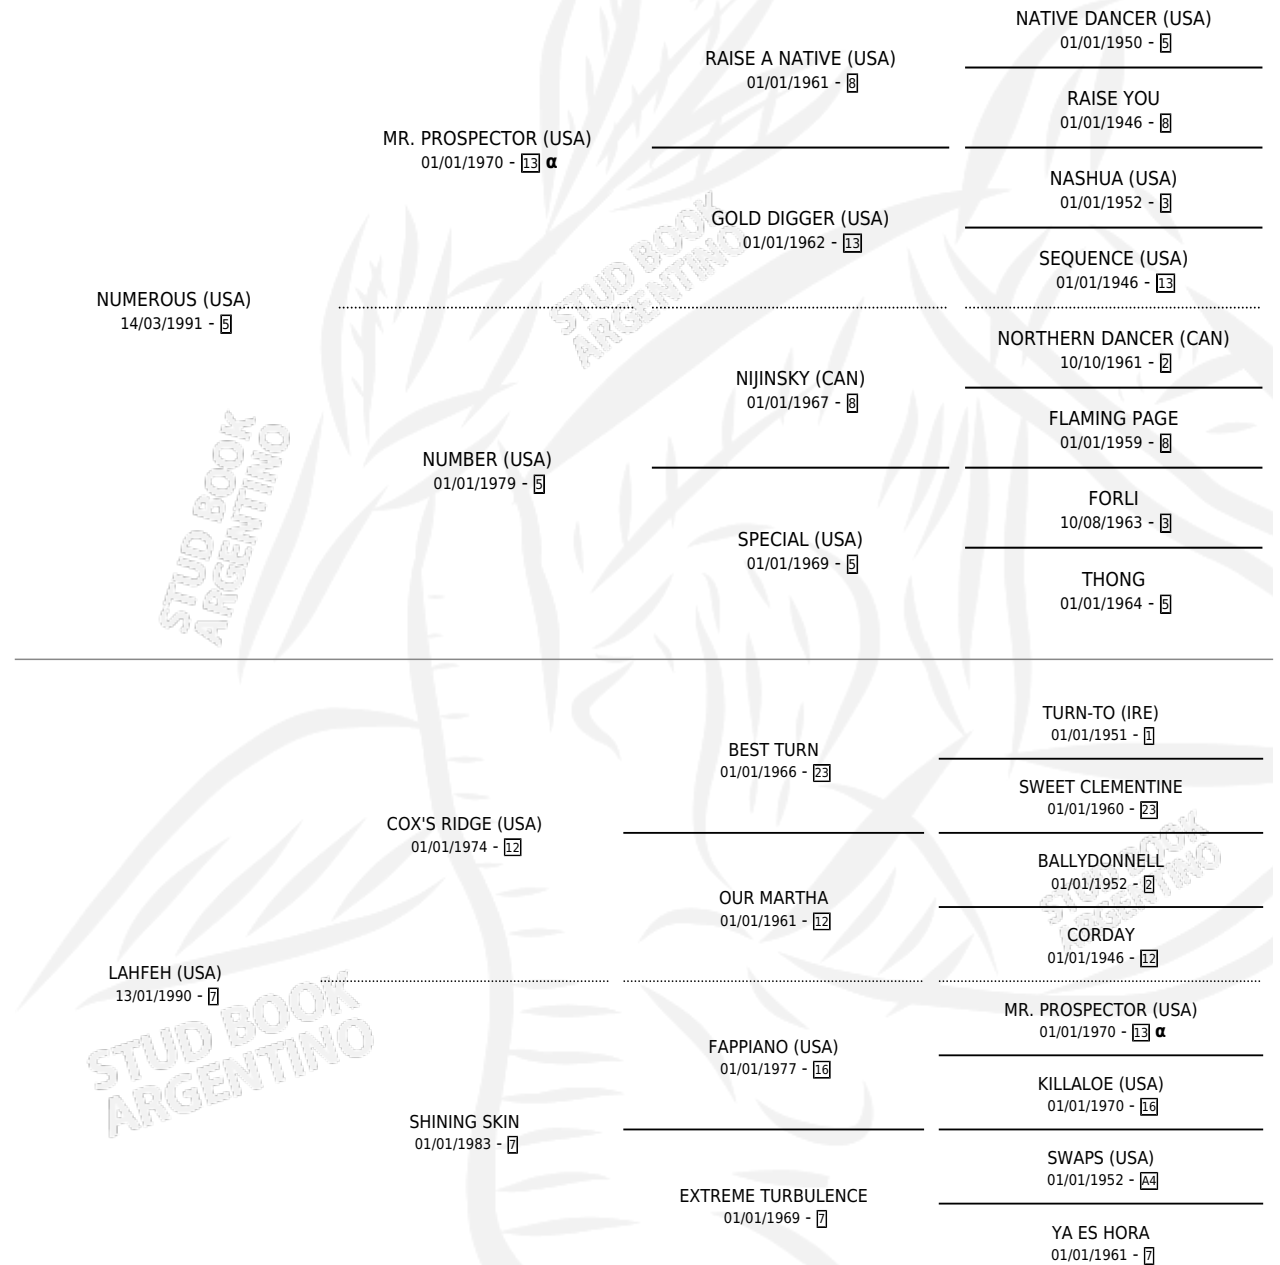 NATIVE DANCER (USA)
01/01/1950 - 5
RAISE A NATIVE (USA)
01/01/1961 - 8
RAISE YOU
01/01/1946 - 8
MR. PROSPECTOR (USA)
01/01/1970 - 13 α
NASHUA (USA)
01/01/1952 - 3
GOLD DIGGER (USA)
01/01/1962 - 13
SEQUENCE (USA)
01/01/1946 - 13
NUMEROUS (USA)
14/03/1991 - 5
NORTHERN DANCER (CAN)
10/10/1961 - 2
NIJINSKY (CAN)
01/01/1967 - 8
FLAMING PAGE
01/01/1959 - 8
NUMBER (USA)
01/01/1979 - 5
FORLI
10/08/1963 - 3
SPECIAL (USA)
01/01/1969 - 5
THONG
01/01/1964 - 5
TURN-TO (IRE)
01/01/1951 - 1
BEST TURN
01/01/1966 - 23
SWEET CLEMENTINE
01/01/1960 - 23
COX'S RIDGE (USA)
01/01/1974 - 12
BALLYDONNELL
01/01/1952 - 2
OUR MARTHA
01/01/1961 - 12
CORDAY
01/01/1946 - 12
LAHFEH (USA)
13/01/1990 - 7
MR. PROSPECTOR (USA)
01/01/1970 - 13 α
FAPPIANO (USA)
01/01/1977 - 16
KILLALOE (USA)
01/01/1970 - 16
SHINING SKIN
01/01/1983 - 7
SWAPS (USA)
01/01/1952 - A4
EXTREME TURBULENCE
01/01/1969 - 7
YA ES HORA
01/01/1961 - 7
STUD BOOK
ARGENTINO
STUD BOOK
ARGENTINO
STUD BOOK
ARGENTINO
STUD BOOK
ARGENTINO